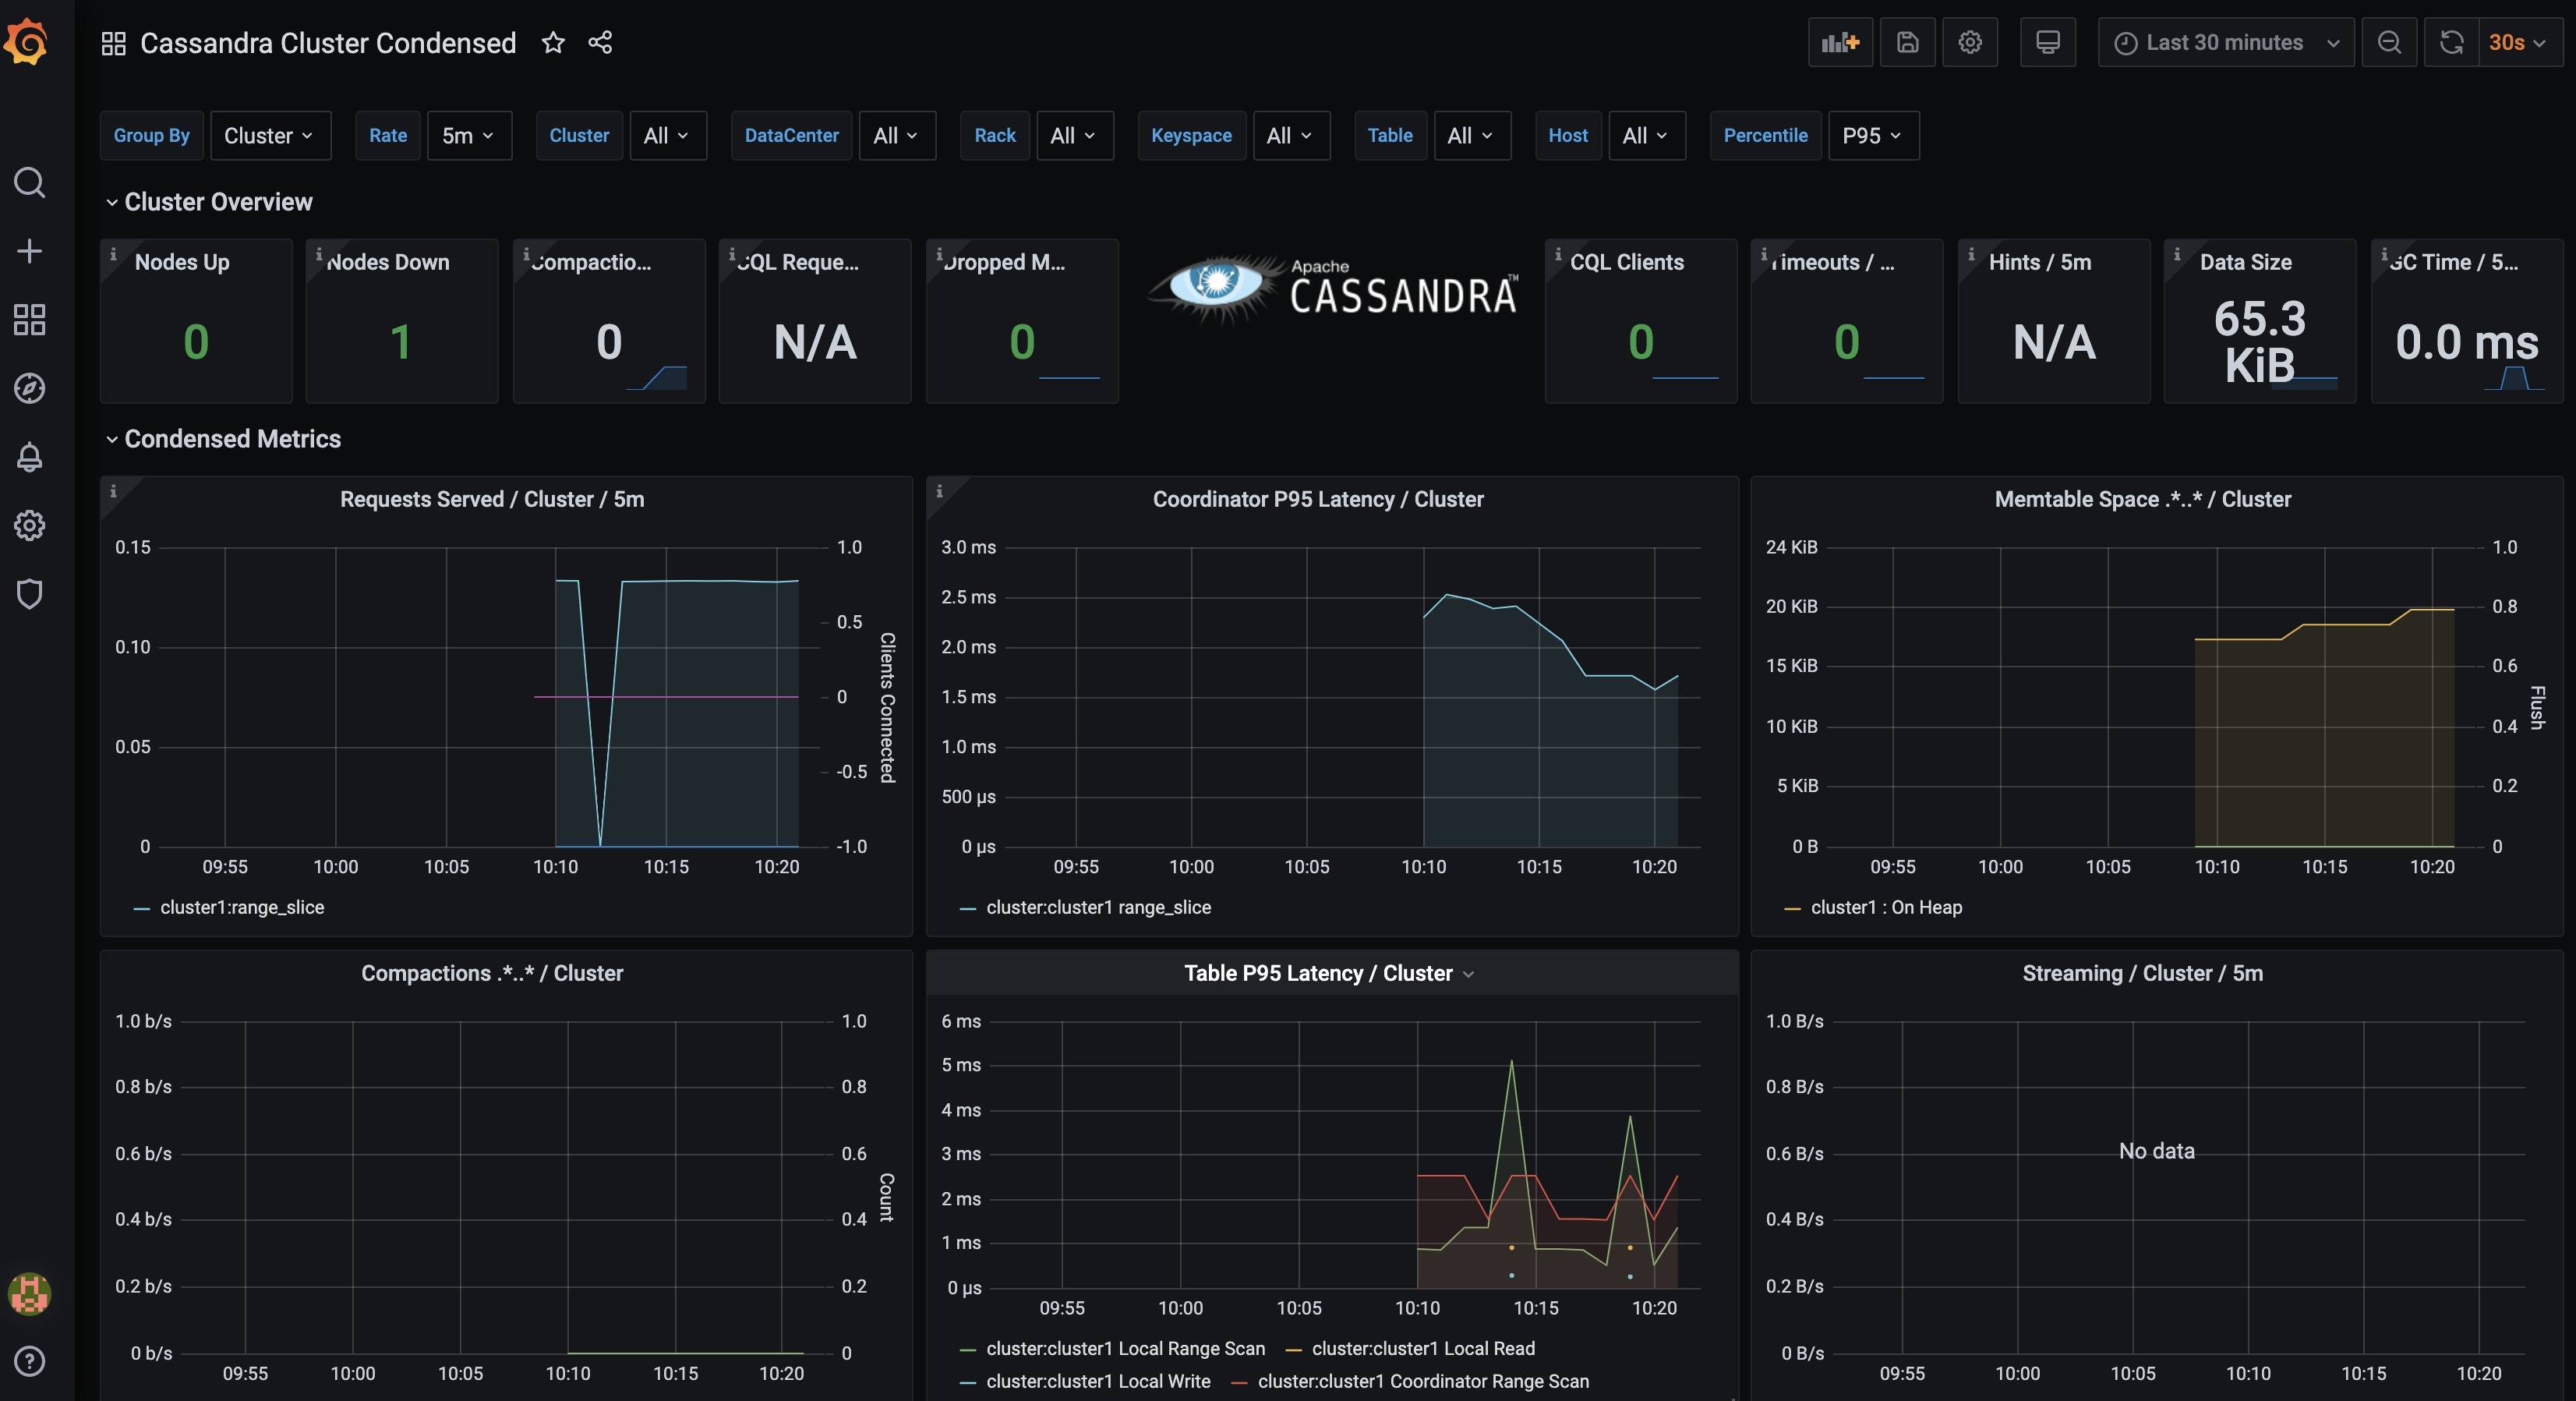 Cassandra Cluster Condensed
Last 30 minutes
30s
Group By Cluster Rate 5m Cluster All DataCenter All Rack All Keyspace All Table All Host All Percentile P95
Cluster Overview
Nodes Up
0
Nodes Down
1
Compactio...
0
CQL Reque...
N/A
Dropped M...
0
Apache
CASSANDRA™
CQL Clients
0
Timeouts / ...
0
Hints / 5m
N/A
Data Size
65.3
KiB
GC Time / 5...
0.0 ms
Condensed Metrics
Requests Served / Cluster / 5m
0.15
0.10
0.05
0
1.0
0.5
0
-0.5
-1.0
Clients Connected
09:55 10:00 10:05 10:10 10:15 10:20
cluster1:range_slice
Coordinator P95 Latency / Cluster
3.0 ms
2.5 ms
2.0 ms
1.5 ms
1.0 ms
500 µs
0 µs
09:55 10:00 10:05 10:10 10:15 10:20
cluster:cluster1 range_slice
Memtable Space .*..* / Cluster
24 KiB
20 KiB
15 KiB
10 KiB
5 KiB
0 B
1.0
0.8
0.6
0.4
0.2
0
Flush
09:55 10:00 10:05 10:10 10:15 10:20
cluster1 : On Heap
Compactions .*..* / Cluster
1.0 b/s
0.8 b/s
0.6 b/s
0.4 b/s
0.2 b/s
0 b/s
1.0
0.8
0.6
0.4
0.2
0
Count
09:55 10:00 10:05 10:10 10:15 10:20
Table P95 Latency / Cluster
6 ms
5 ms
4 ms
3 ms
2 ms
1 ms
0 µs
09:55 10:00 10:05 10:10 10:15 10:20
cluster:cluster1 Local Range Scan cluster:cluster1 Local Read
cluster:cluster1 Local Write cluster:cluster1 Coordinator Range Scan
Streaming / Cluster / 5m
1.0 B/s
0.8 B/s
0.6 B/s
0.4 B/s
0.2 B/s
0 B/s
No data
09:55 10:00 10:05 10:10 10:15 10:20